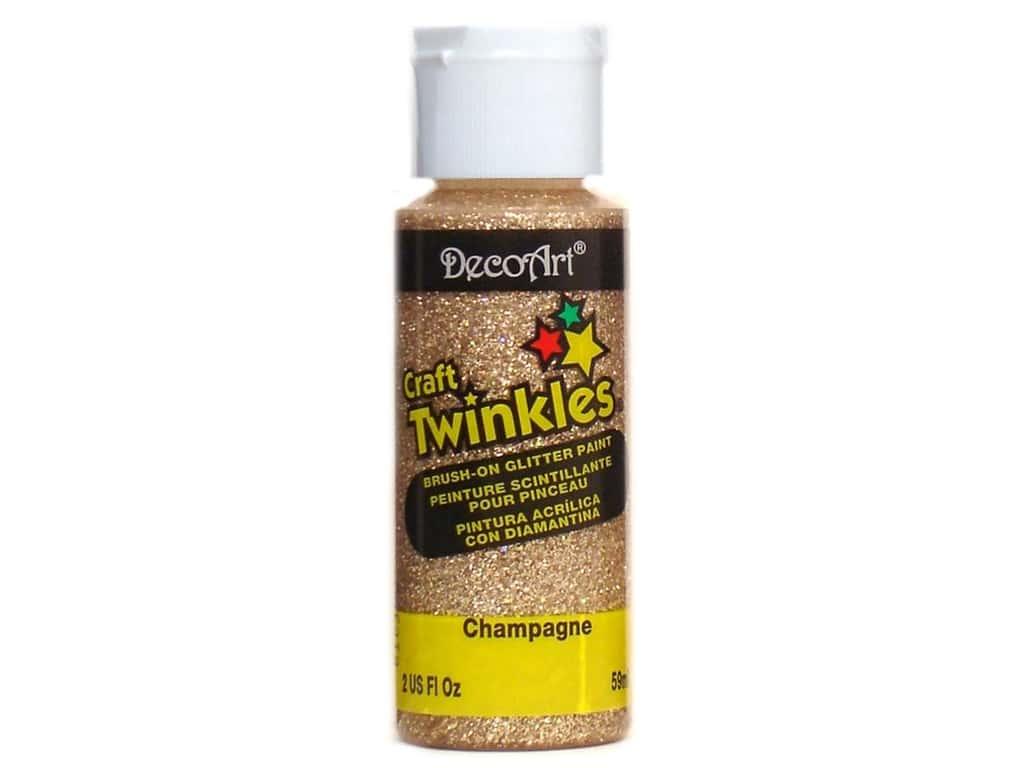 DecoArt®
Craft
Twinkles
BRUSH-ON GLITTER PAINT
PEINTURE SCINTILLANTE
POUR PINCEAU
PINTURA ACRÍLICA
CON DIAMANTINA
Champagne
2 US Fl Oz